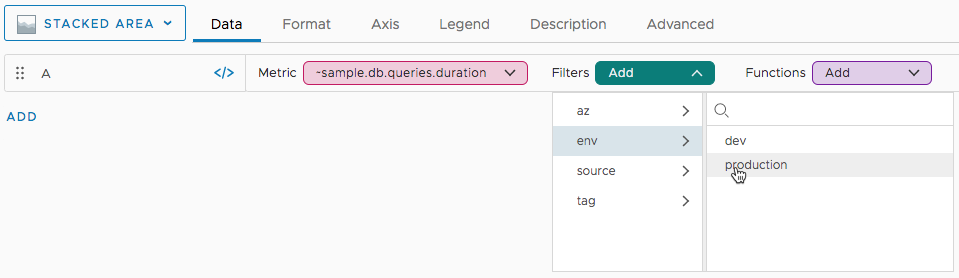 STACKED AREA Data Format Axis Legend Description Advanced
A </> Metric ~sample.db.queries.duration Filters Add Functions Add
ADD
az
env
source
tag
dev
production